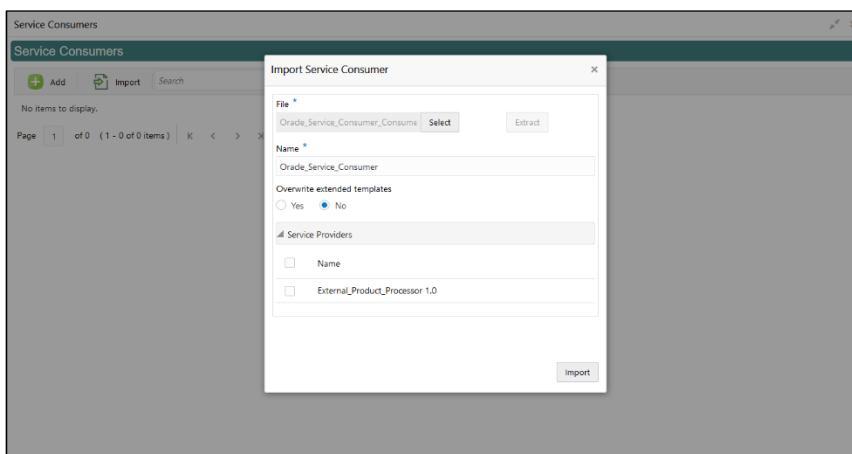 Service Consumers
Service Consumers
Add Import Search
No items to display.
Page 1 of 0 (1 - 0 of 0 items) K < >
Import Service Consumer ×
File *
Oracle_Service_Consumer_Consume Select Extract
Name *
Oracle_Service_Consumer
Overwrite extended templates
Yes No
Service Providers
Name
External_Product_Processor 1.0
Import